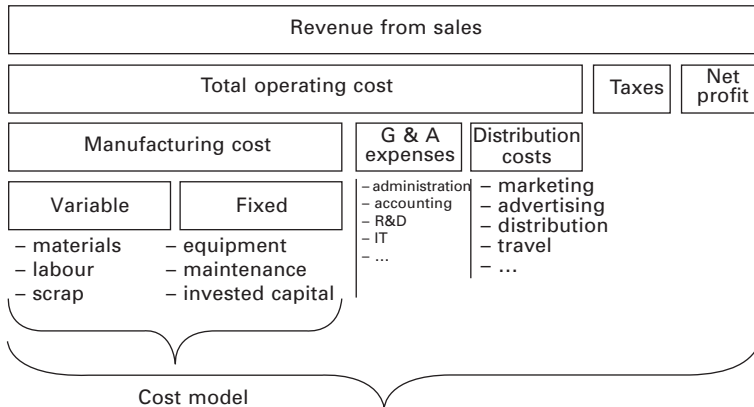 Revenue from sales
Total operating cost
Taxes
Net
profit
Manufacturing cost
G & A
expenses
Distribution
costs
Variable
Fixed
– materials
– labour
– scrap
– equipment
– maintenance
– invested capital
– administration
– accounting
– R&D
– IT
– ...
– marketing
– advertising
– distribution
– travel
– ...
Cost model